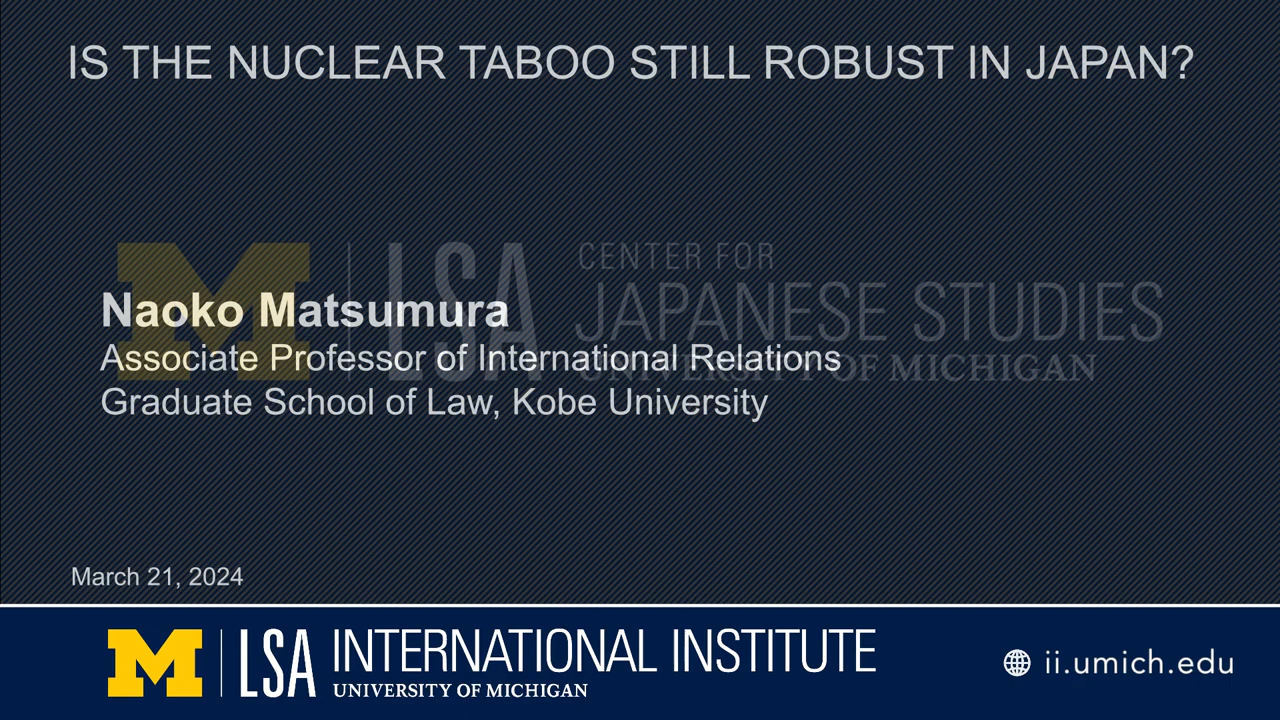 IS THE NUCLEAR TABOO STILL ROBUST IN JAPAN?
M LSA CENTER FOR
JAPANESE STUDIES
UNIVERSITY OF MICHIGAN
Naoko Matsumura
Associate Professor of International Relations
Graduate School of Law, Kobe University
March 21, 2024
M LSA INTERNATIONAL INSTITUTE
UNIVERSITY OF MICHIGAN
ii.umich.edu